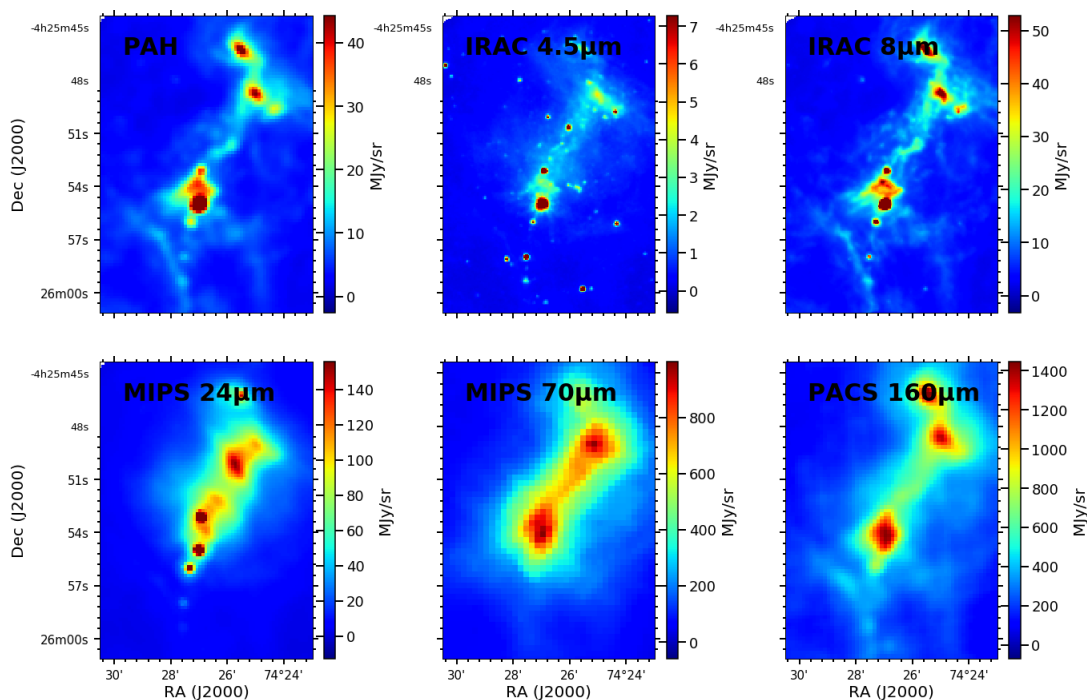 PAH
IRAC 4.5µm
IRAC 8µm
-4h25m45s
48s
51s
54s
57s
26m00s
Dec (J2000)
40
30
20
10
0
MJy/sr
-4h25m45s
48s
7
6
5
4
3
2
1
0
MJy/sr
-4h25m45s
48s
50
40
30
20
10
0
MJy/sr
MIPS 24µm
MIPS 70µm
PACS 160µm
-4h25m45s
48s
51s
54s
57s
26m00s
Dec (J2000)
30'
28'
26'
74°24'
RA (J2000)
140
120
100
80
60
40
20
0
MJy/sr
30'
28'
26'
74°24'
RA (J2000)
800
600
400
200
0
MJy/sr
30'
28'
26'
74°24'
RA (J2000)
1400
1200
1000
800
600
400
200
0
MJy/sr